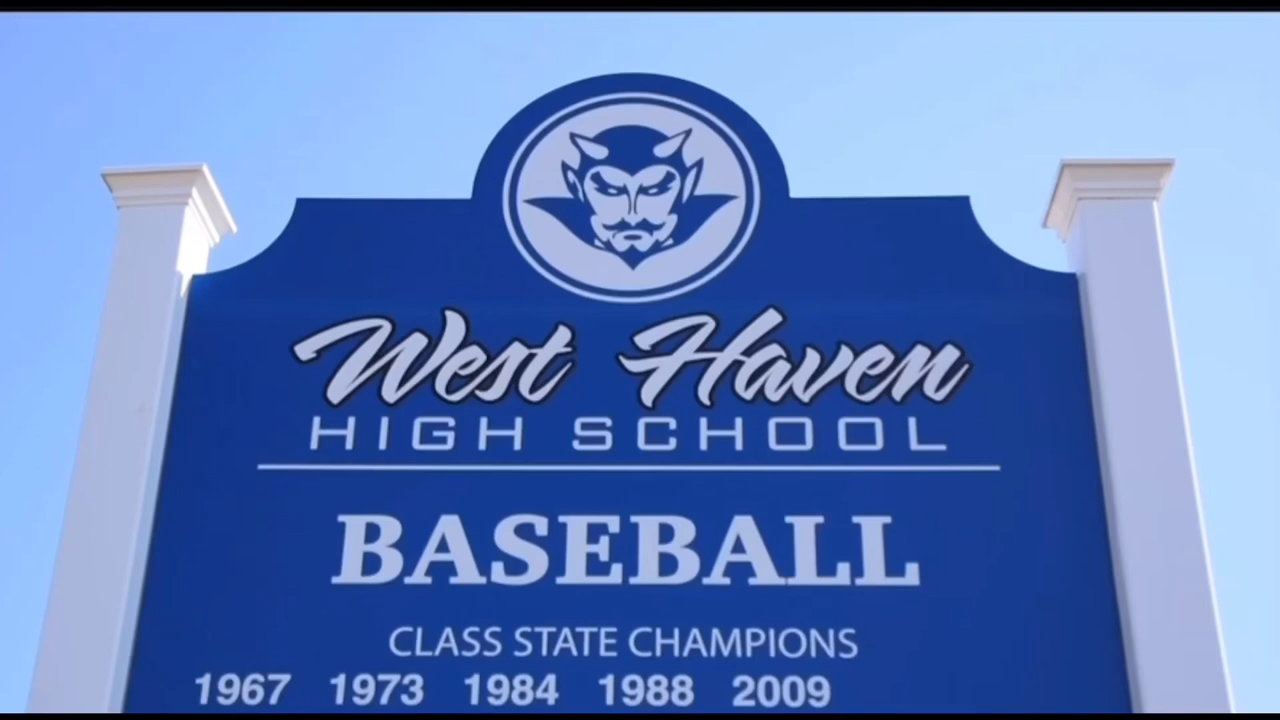 West Haven
HIGH SCHOOL
BASEBALL
CLASS STATE CHAMPIONS
1967 1973 1984 1988 2009